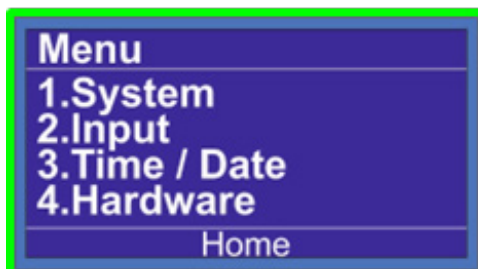 Menu
1.System
2.Input
3.Time / Date
4.Hardware
Home